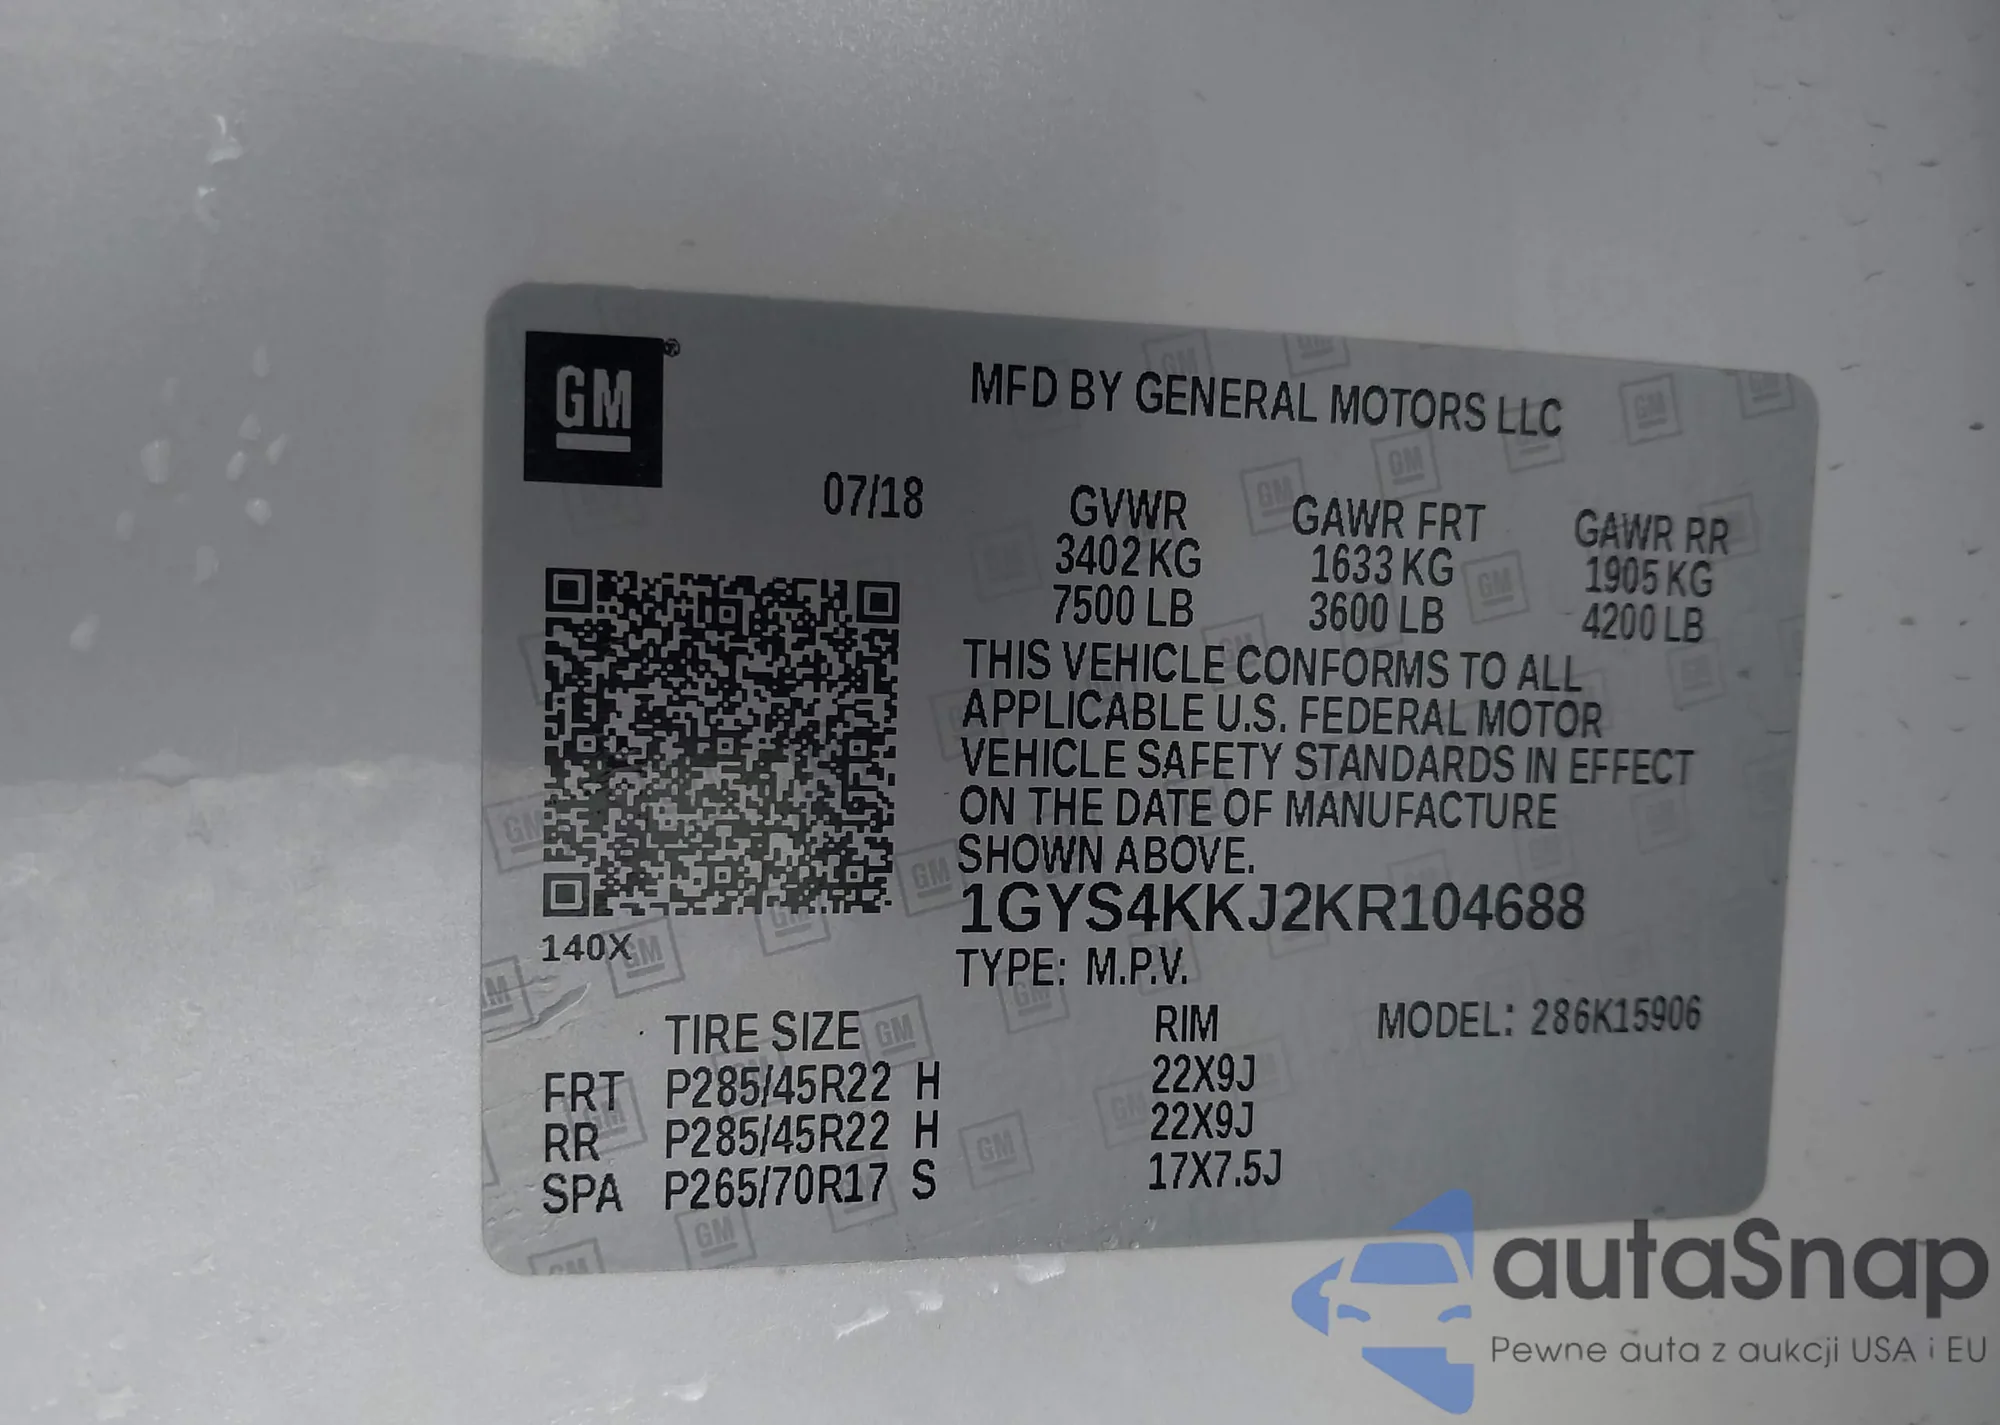 GM
MFD BY GENERAL MOTORS LLC
07/18
GVWR GAWR FRT GAWR RR
3402 KG 1633 KG 1905 KG
7500 LB 3600 LB 4200 LB
THIS VEHICLE CONFORMS TO ALL
APPLICABLE U.S. FEDERAL MOTOR
VEHICLE SAFETY STANDARDS IN EFFECT
ON THE DATE OF MANUFACTURE
SHOWN ABOVE.
1GYS4KKJ2KR104688
140X
TYPE: M.P.V.
TIRE SIZE RIM MODEL: 286K15906
FRT P285/45R22 H 22X9J
RR P285/45R22 H 22X9J
SPA P265/70R17 S 17X7.5J
autaSnap
Pewne auta z aukcji USA i EU